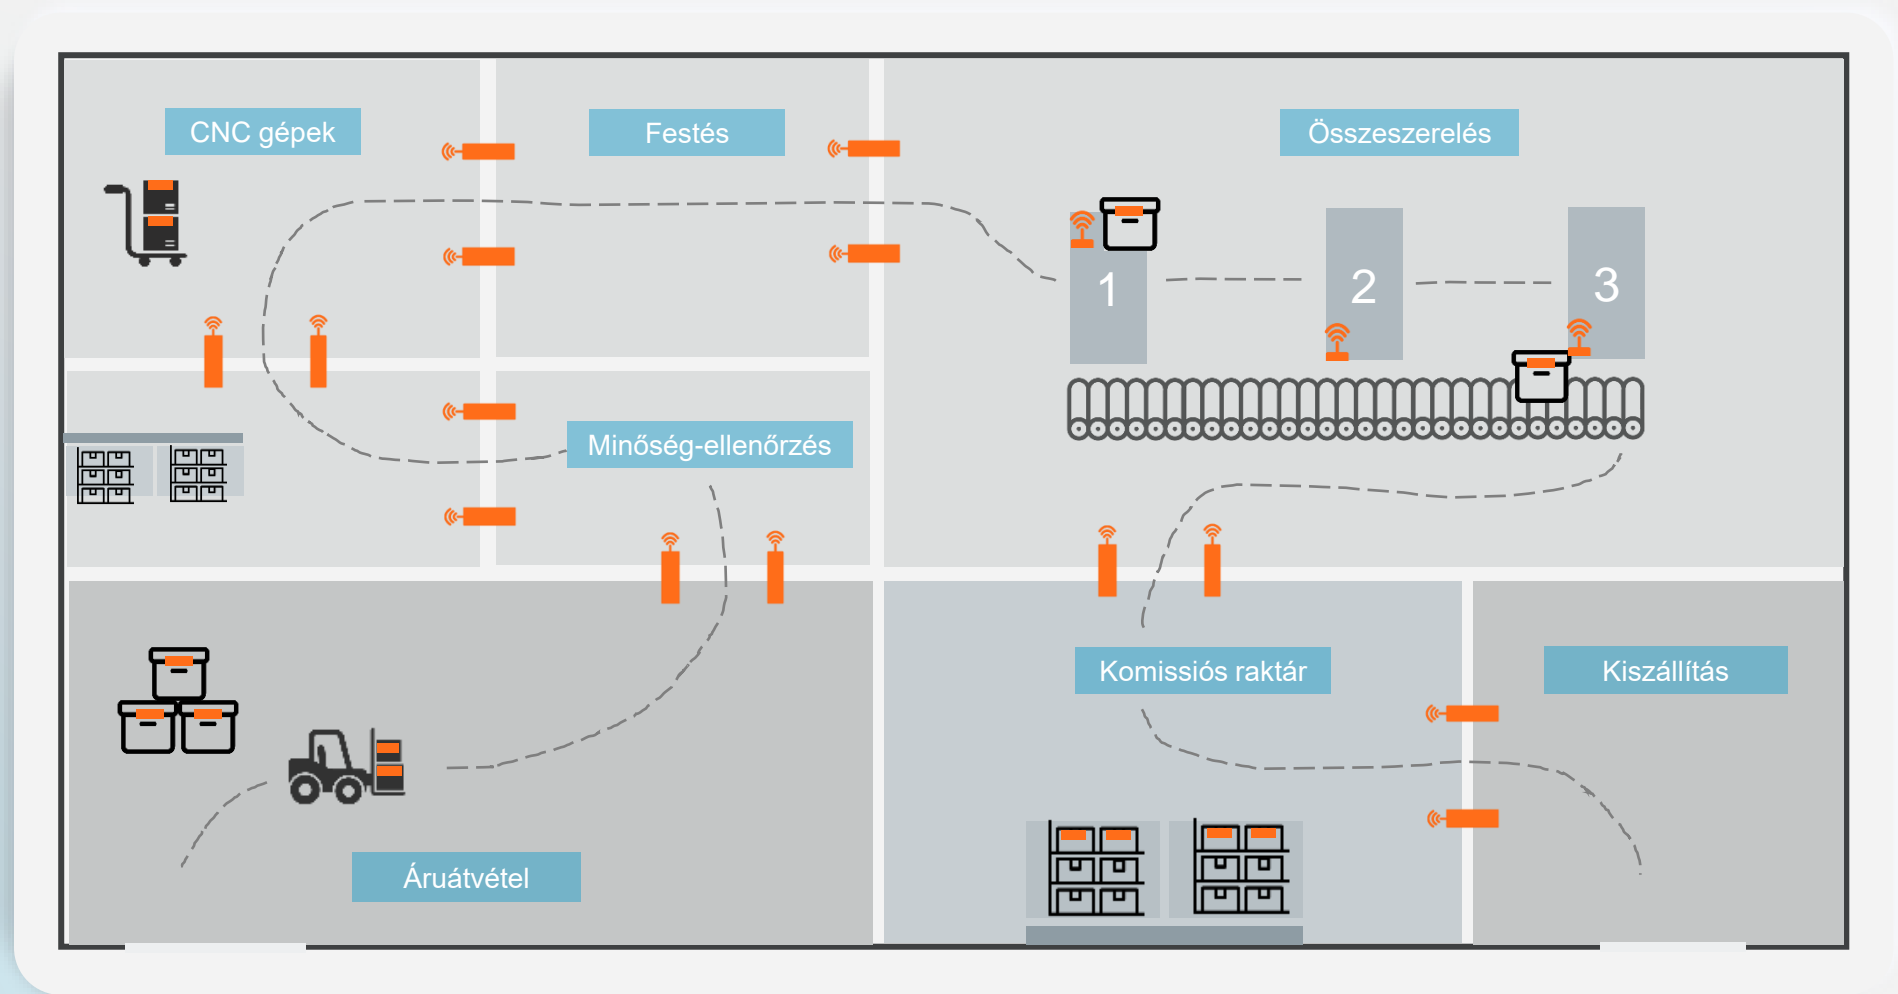 CNC gépek
Festés
Összeszerelés
1
2
3
Minőség-ellenőrzés
Komissiós raktár
Kiszállítás
Áruátvétel